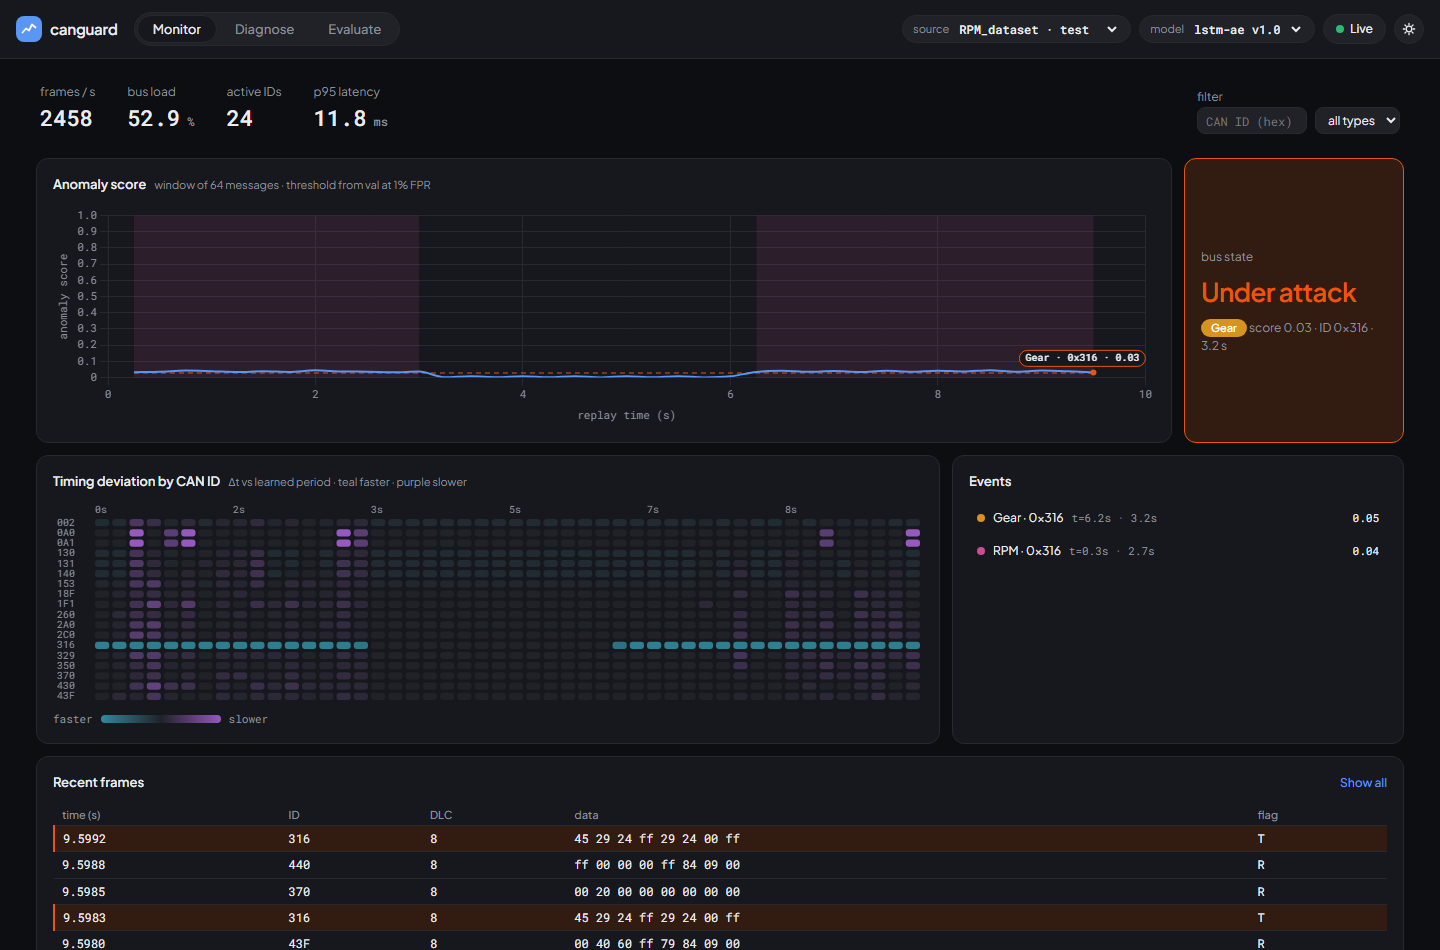 canguard
Monitor Diagnose Evaluate
source RPM_dataset · test
model lstm-ae v1.0
Live
frames / s bus load active IDs p95 latency
2458 52.9 % 24 11.8 ms
filter
CAN ID (hex) all types
Anomaly score window of 64 messages · threshold from val at 1% FPR
1.0
0.9
0.8
0.7
0.6
0.5
0.4
0.3
0.2
0.1
0
anomaly score
Gear · 0x316 · 0.03
0 2 4 6 8 10
replay time (s)
bus state
Under attack
Gear score 0.03 · ID 0×316 ·
3.2 s
Timing deviation by CAN ID Δt vs learned period · teal faster · purple slower
0s 2s 3s 5s 7s 8s
002
0A0
0A1
130
131
140
153
18F
1F1
260
2A0
2C0
316
329
350
370
430
43F
faster slower
Events
Gear · 0×316 t=6.2s · 3.2s 0.05
RPM · 0×316 t=0.3s · 2.7s 0.04
Recent frames Show all
time (s) ID DLC data flag
9.5992 316 8 45 29 24 ff 29 24 00 ff T
9.5988 440 8 ff 00 00 00 ff 84 09 00 R
9.5985 370 8 00 20 00 00 00 00 00 00 R
9.5983 316 8 45 29 24 ff 29 24 00 ff T
9.5980 43F 8 00 40 60 ff 79 84 09 00 R